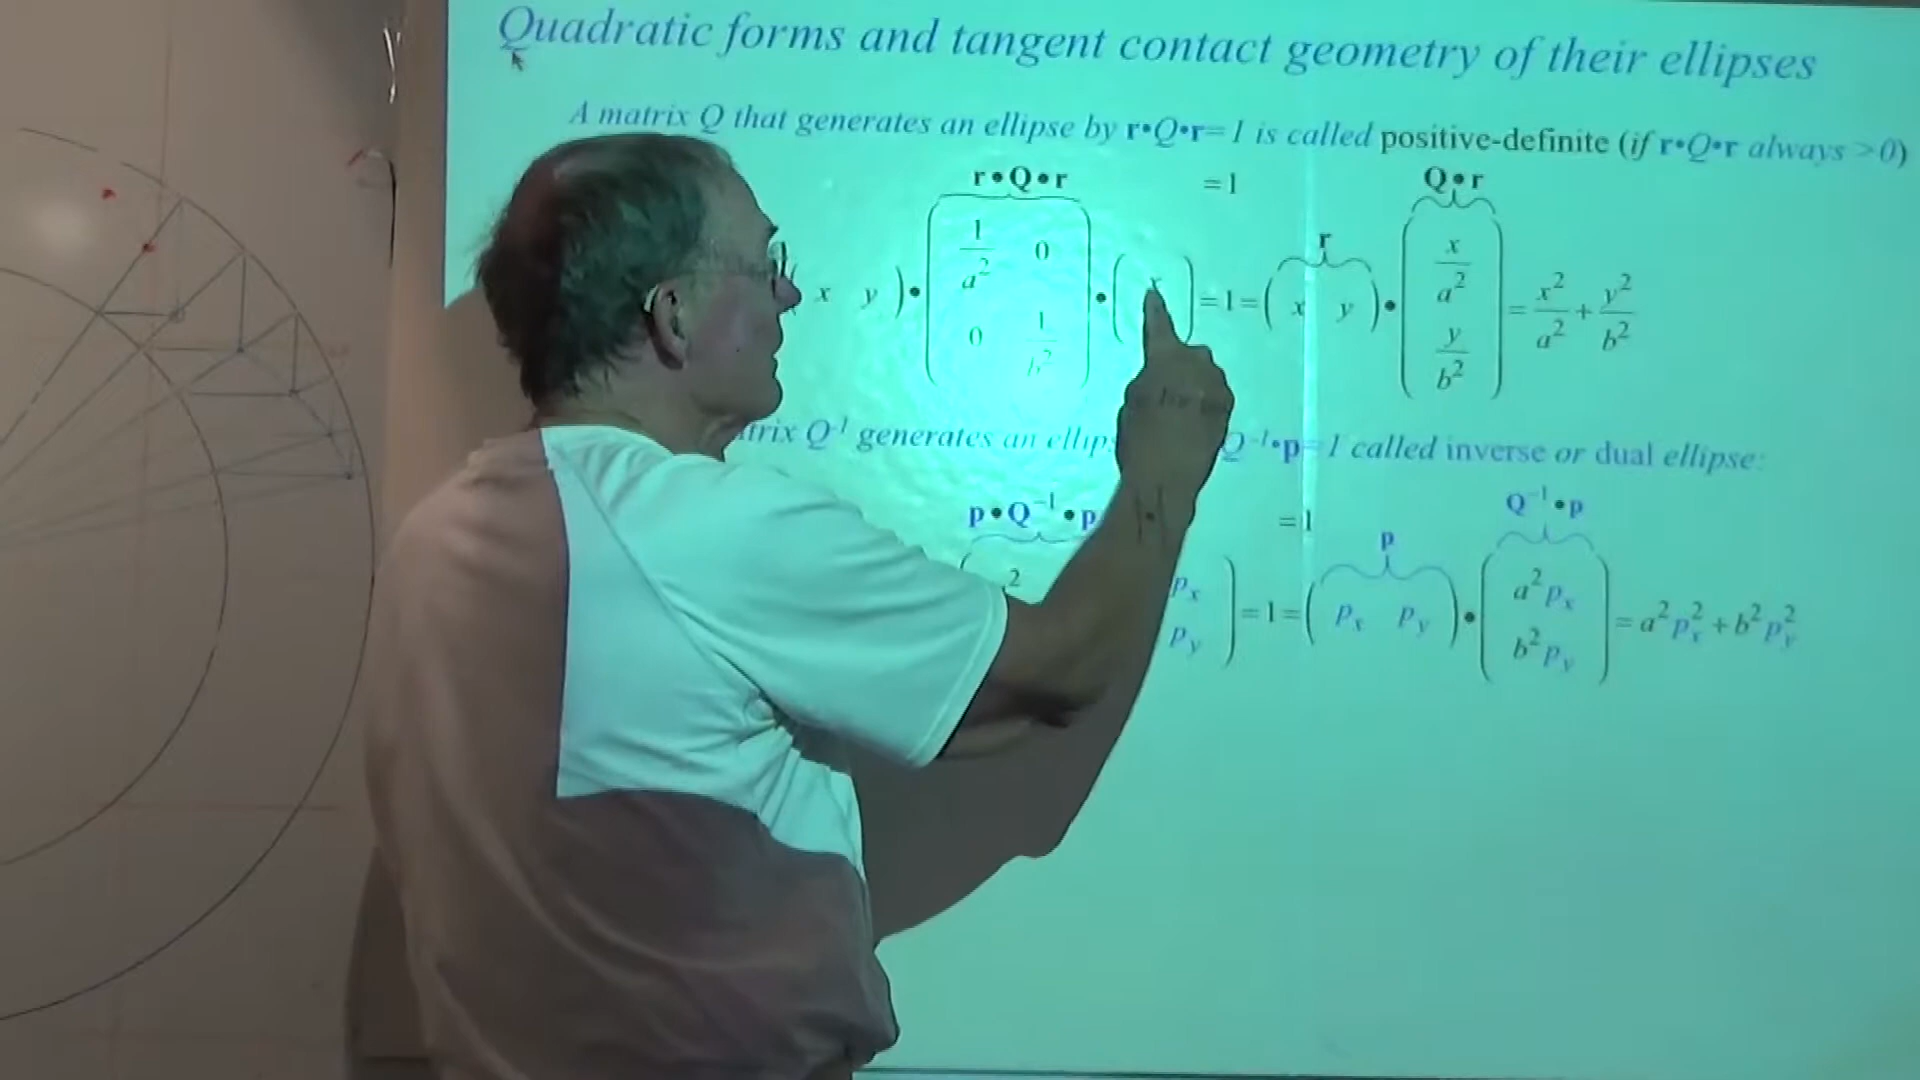 Quadratic forms and tangent contact geometry of their ellipses
A matrix Q that generates an ellipse by r•Q•r=1 is called positive-definite (if r•Q•r always >0)
r•Q•r =1 Q•r
( x y ) • ( 1/a² 0 0 1/b² ) • ( x ) =1= ( x y ) • ( x/a² y/b² ) = x²/a² + y²/b²
r
Q⁻¹ generates an Q⁻¹•p=1 called inverse or dual ellipse:
p•Q⁻¹•p =1 Q⁻¹•p
p
2 pₓ p_y ) =1= ( pₓ p_y ) • ( a²pₓ b²p_y ) = a²pₓ² + b²p_y²